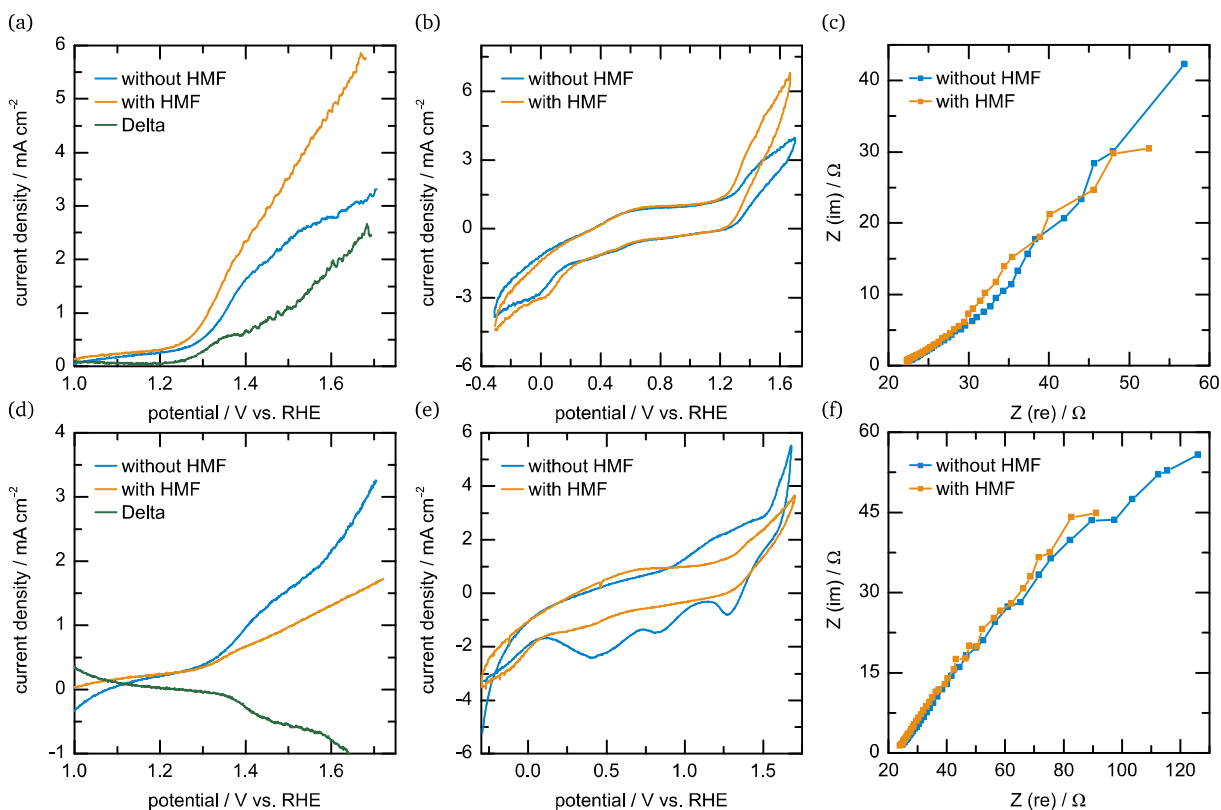 (a)
6
5
4
3
2
1
0
1.0
1.2
1.4
1.6
without HMF
with HMF
Delta
current density / mA cm⁻²
potential / V vs. RHE
(b)
6
3
0
−3
−6
-0.4
0.0
0.4
0.8
1.2
1.6
without HMF
with HMF
current density / mA cm⁻²
potential / V vs. RHE
(c)
40
30
20
10
0
20
30
40
50
60
without HMF
with HMF
Z (im) / Ω
Z (re) / Ω
(d)
4
3
2
1
0
−1
1.0
1.2
1.4
1.6
without HMF
with HMF
Delta
current density / mA cm⁻²
potential / V vs. RHE
(e)
6
4
2
0
−2
−4
−6
0.0
0.5
1.0
1.5
without HMF
with HMF
current density / mA cm⁻²
potential / V vs. RHE
(f)
60
45
30
15
0
20
40
60
80
100
120
without HMF
with HMF
Z (im) / Ω
Z (re) / Ω